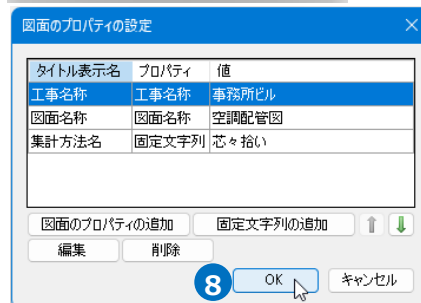 図面のプロパティの設定
タイトル表示名 プロパティ 値
工事名称 工事名称 事務所ビル
図面名称 図面名称 空調配管図
集計方法名 固定文字列 芯々拾い
図面のプロパティの追加 固定文字列の追加
編集 削除
8 OK キャンセル